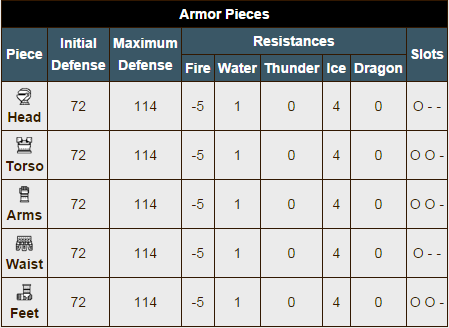 Armor Pieces
Piece Initial Defense Maximum Defense Resistances Slots
Fire Water Thunder Ice Dragon
Head 72 114 -5 1 0 4 0 O - -
Torso 72 114 -5 1 0 4 0 O O -
Arms 72 114 -5 1 0 4 0 O O -
Waist 72 114 -5 1 0 4 0 O - -
Feet 72 114 -5 1 0 4 0 O O -